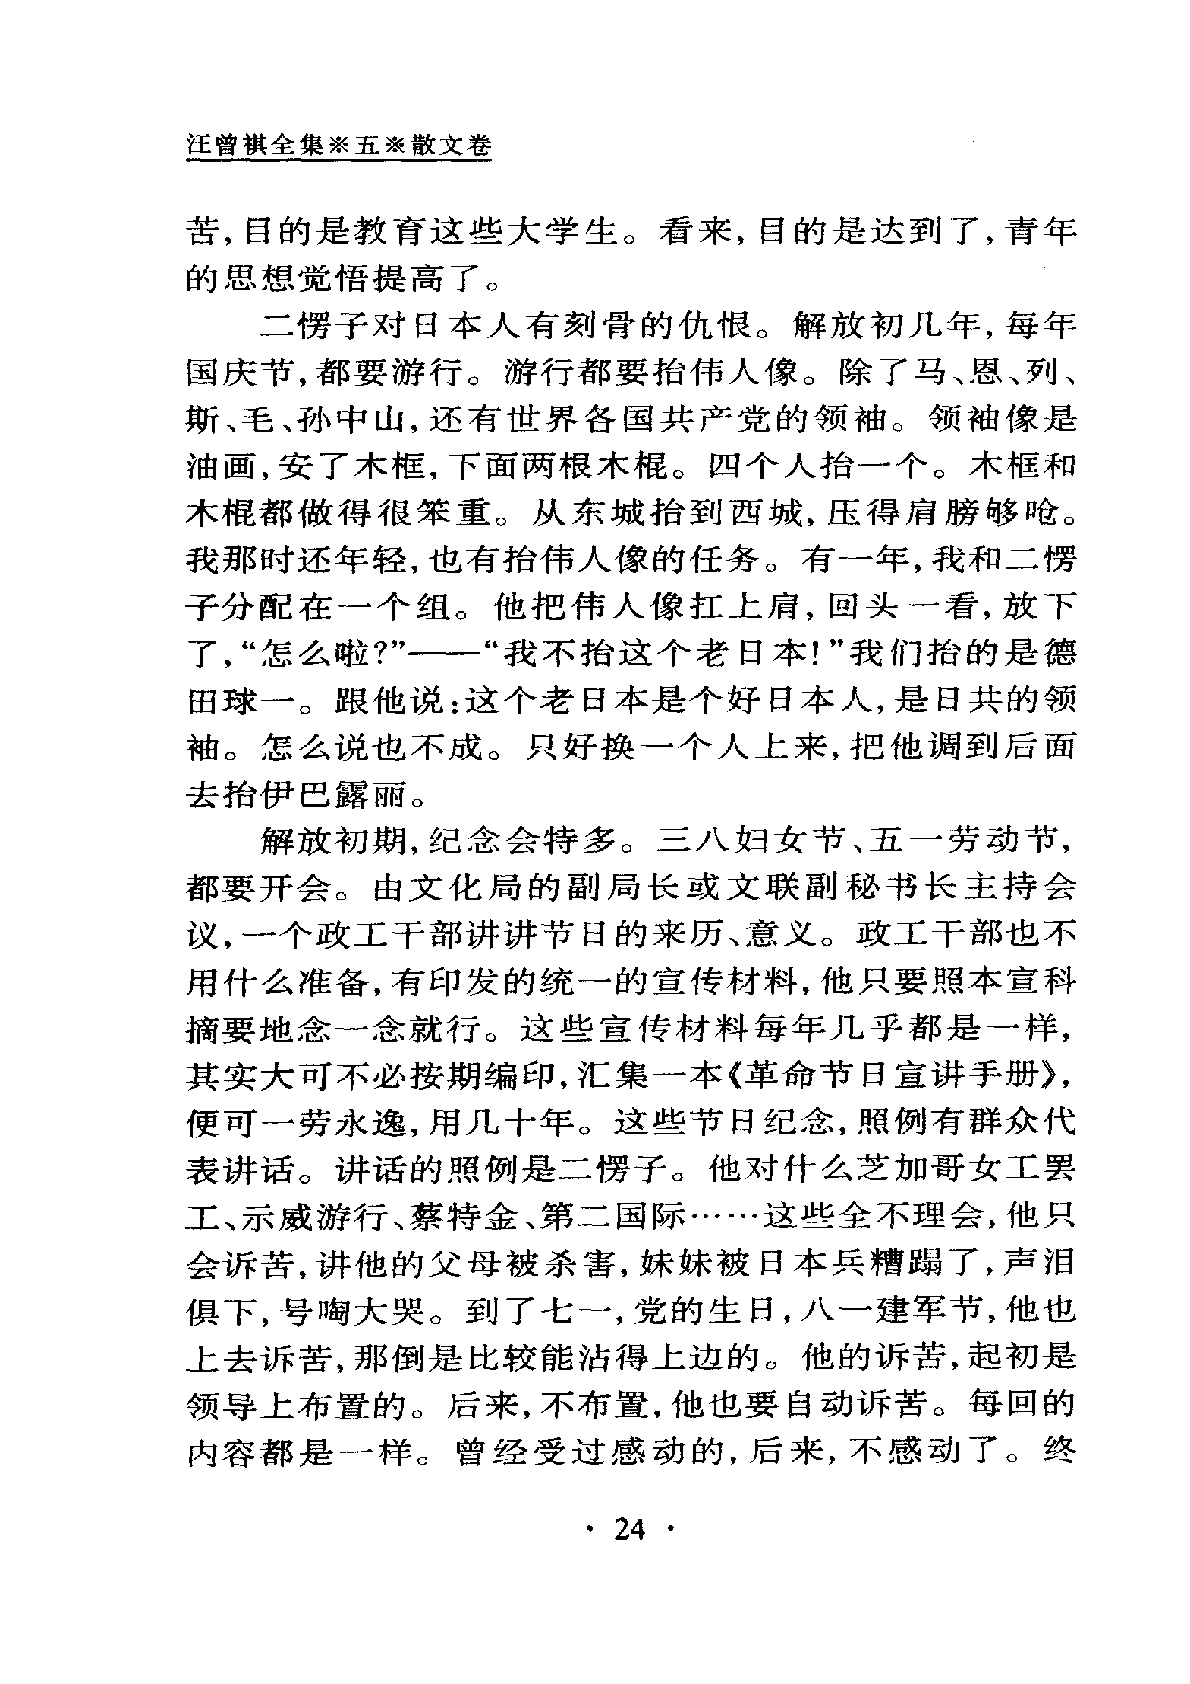 汪曾祺全集※五※散文卷
苦,目的是教育这些大学生。看来,目的是达到了,青年
的思想觉悟提高了。
二愣子对日本人有刻骨的仇恨。解放初几年,每年
国庆节,都要游行。游行都要抬伟人像。除了马、恩、列、
斯、毛、孙中山,还有世界各国共产党的领袖。领袖像是
油画,安了木框,下面两根木棍。四个人抬一个。木框和
木棍都做得很笨重。从东城抬到西城,压得肩膀够呛。
我那时还年轻,也有抬伟人像的任务。有一年,我和二愣
子分配在一个组。他把伟人像扛上肩,回头一看,放下
了,“怎么啦?”——“我不抬这个老日本!”我们抬的是德
田球一。跟他说:这个老日本是个好日本人,是日共的领
袖。怎么说也不成。只好换一个人上来,把他调到后面
去抬伊巴露丽。
解放初期,纪念会特多。三八妇女节、五一劳动节,
都要开会。由文化局的副局长或文联副秘书长主持会
议,一个政工干部讲讲节日的来历、意义。政工干部也不
用什么准备,有印发的统一的宣传材料,他只要照本宣科
摘要地念一念就行。这些宣传材料每年几乎都是一样,
其实大可不必按期编印,汇集一本《革命节日宣讲手册》,
便可一劳永逸,用几十年。这些节日纪念,照例有群众代
表讲话。讲话的照例是二愣子。他对什么芝加哥女工罢
工、示威游行、蔡特金、第二国际……这些全不理会,他只
会诉苦,讲他的父母被杀害,妹妹被日本兵糟蹋了,声泪
俱下,号啕大哭。到了七一,党的生日,八一建军节,他也
上去诉苦,那倒是比较能沾得上边的。他的诉苦,起初是
领导上布置的。后来,不布置,他也要自动诉苦。每回的
内容都是一样。曾经受过感动的,后来,不感动了。终
· 24 ·